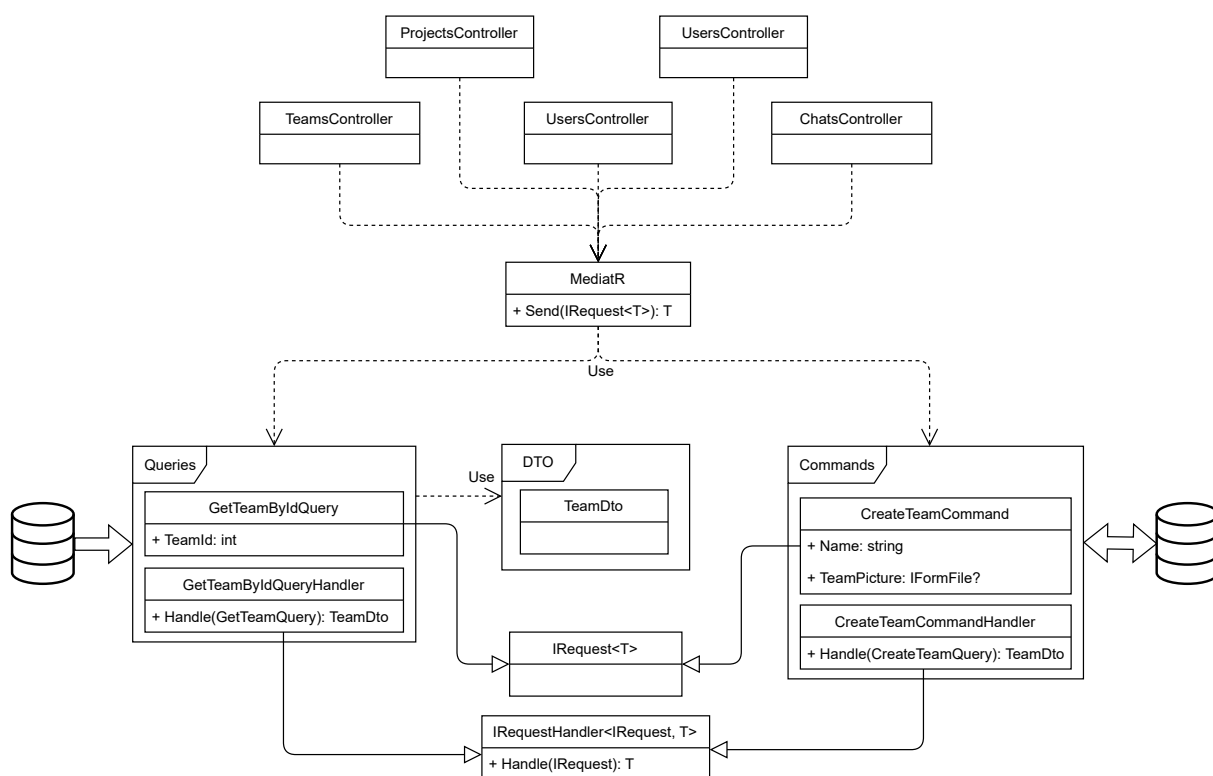 ProjectsController
UsersController
TeamsController
UsersController
ChatsController
MediatR
+ Send(IRequest<T>): T
Use
Queries
GetTeamByIdQuery
+ TeamId: int
GetTeamByIdQueryHandler
+ Handle(GetTeamQuery): TeamDto
Use
DTO
TeamDto
Commands
CreateTeamCommand
+ Name: string
+ TeamPicture: IFormFile?
CreateTeamCommandHandler
+ Handle(CreateTeamQuery): TeamDto
IRequest<T>
IRequestHandler<IRequest, T>
+ Handle(IRequest): T